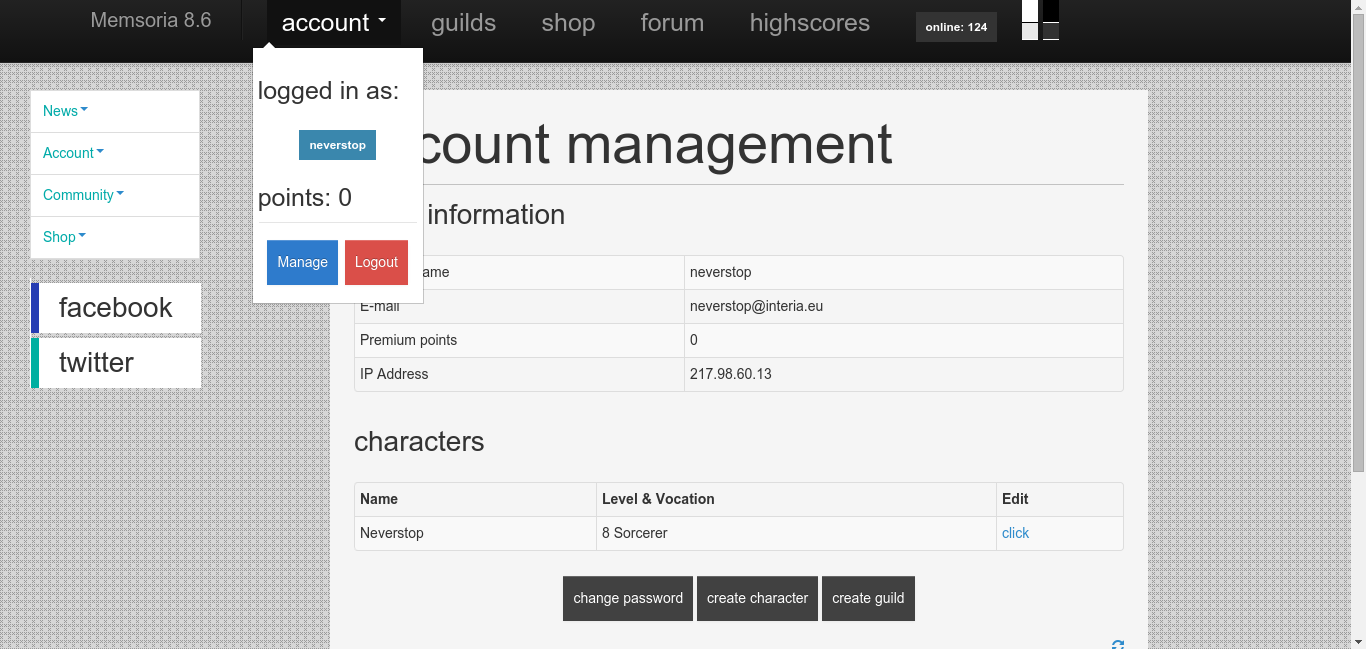 Memsoria 8.6
account
guilds
shop
forum
highscores
online: 124
logged in as:
neverstop
points: 0
Manage
Logout
News
Account
Community
Shop
facebook
twitter
count management
information
ame neverstop
E-mail neverstop@interia.eu
Premium points 0
IP Address 217.98.60.13
characters
Name Level & Vocation Edit
Neverstop 8 Sorcerer click
change password
create character
create guild